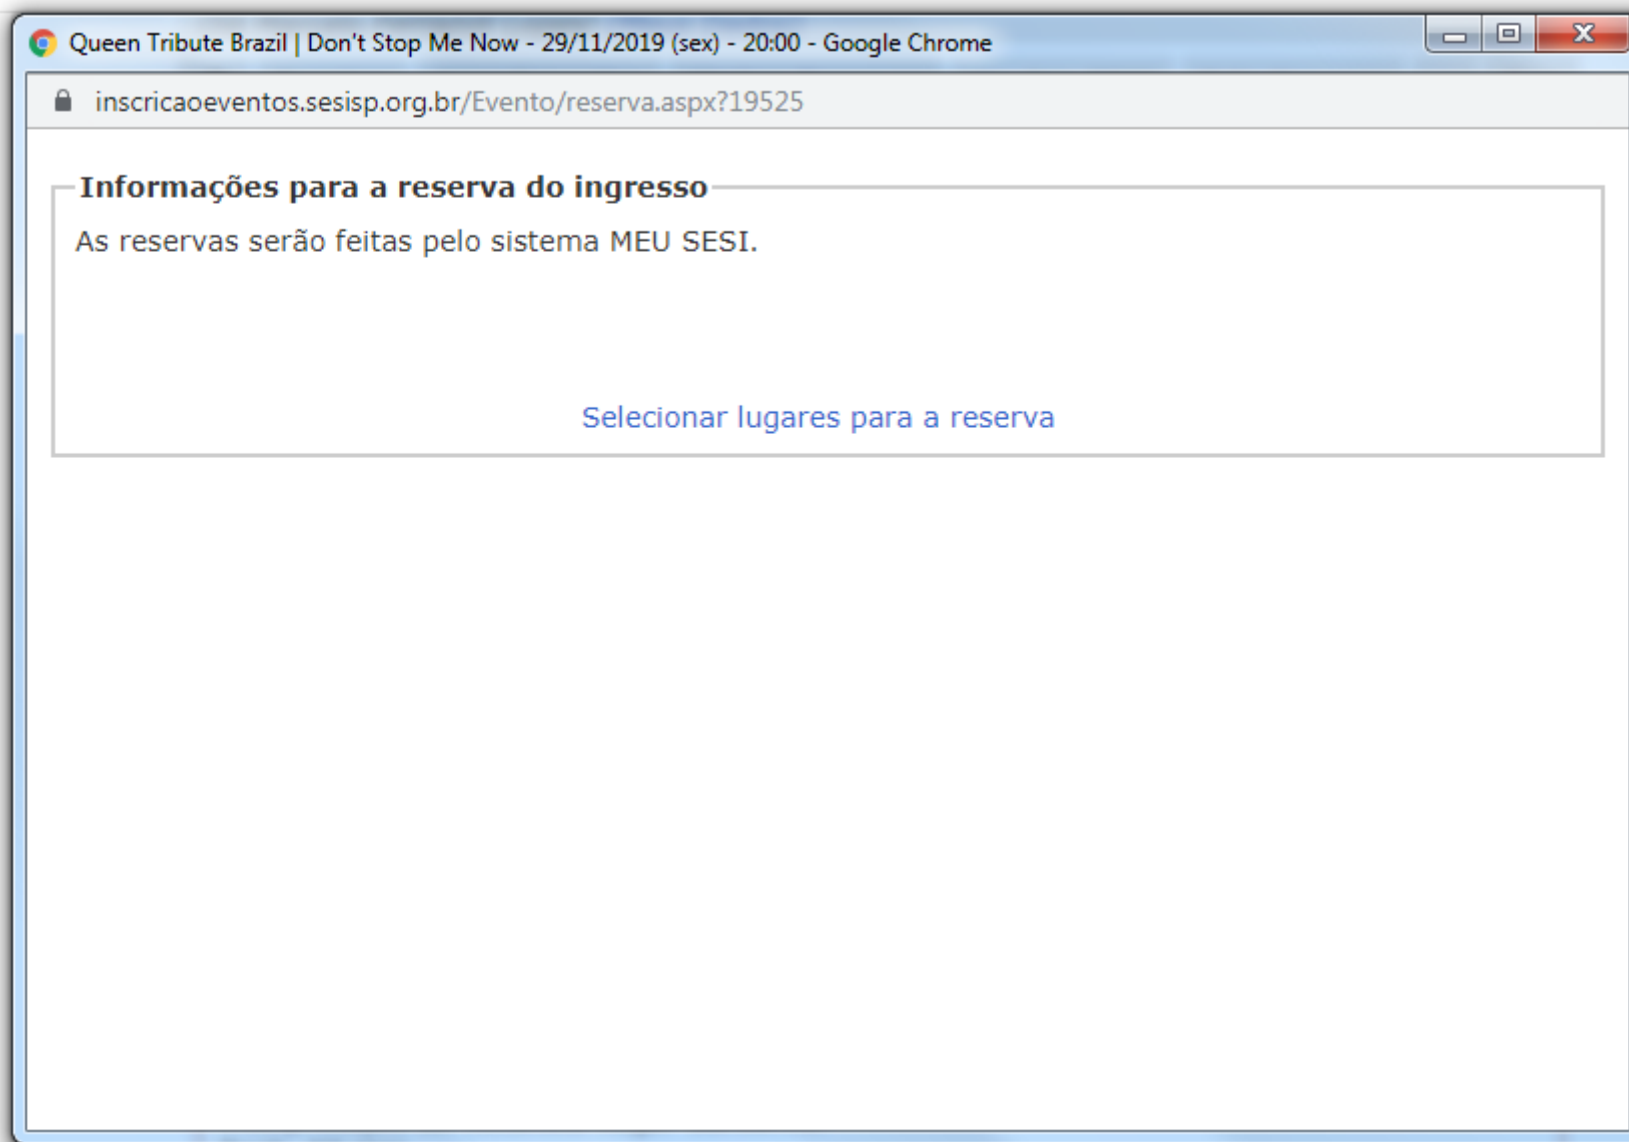 Queen Tribute Brazil | Don't Stop Me Now - 29/11/2019 (sex) - 20:00 - Google Chrome
inscricaoeventos.sesisp.org.br/Evento/reserva.aspx?19525
Informações para a reserva do ingresso
As reservas serão feitas pelo sistema MEU SESI.
Selecionar lugares para a reserva